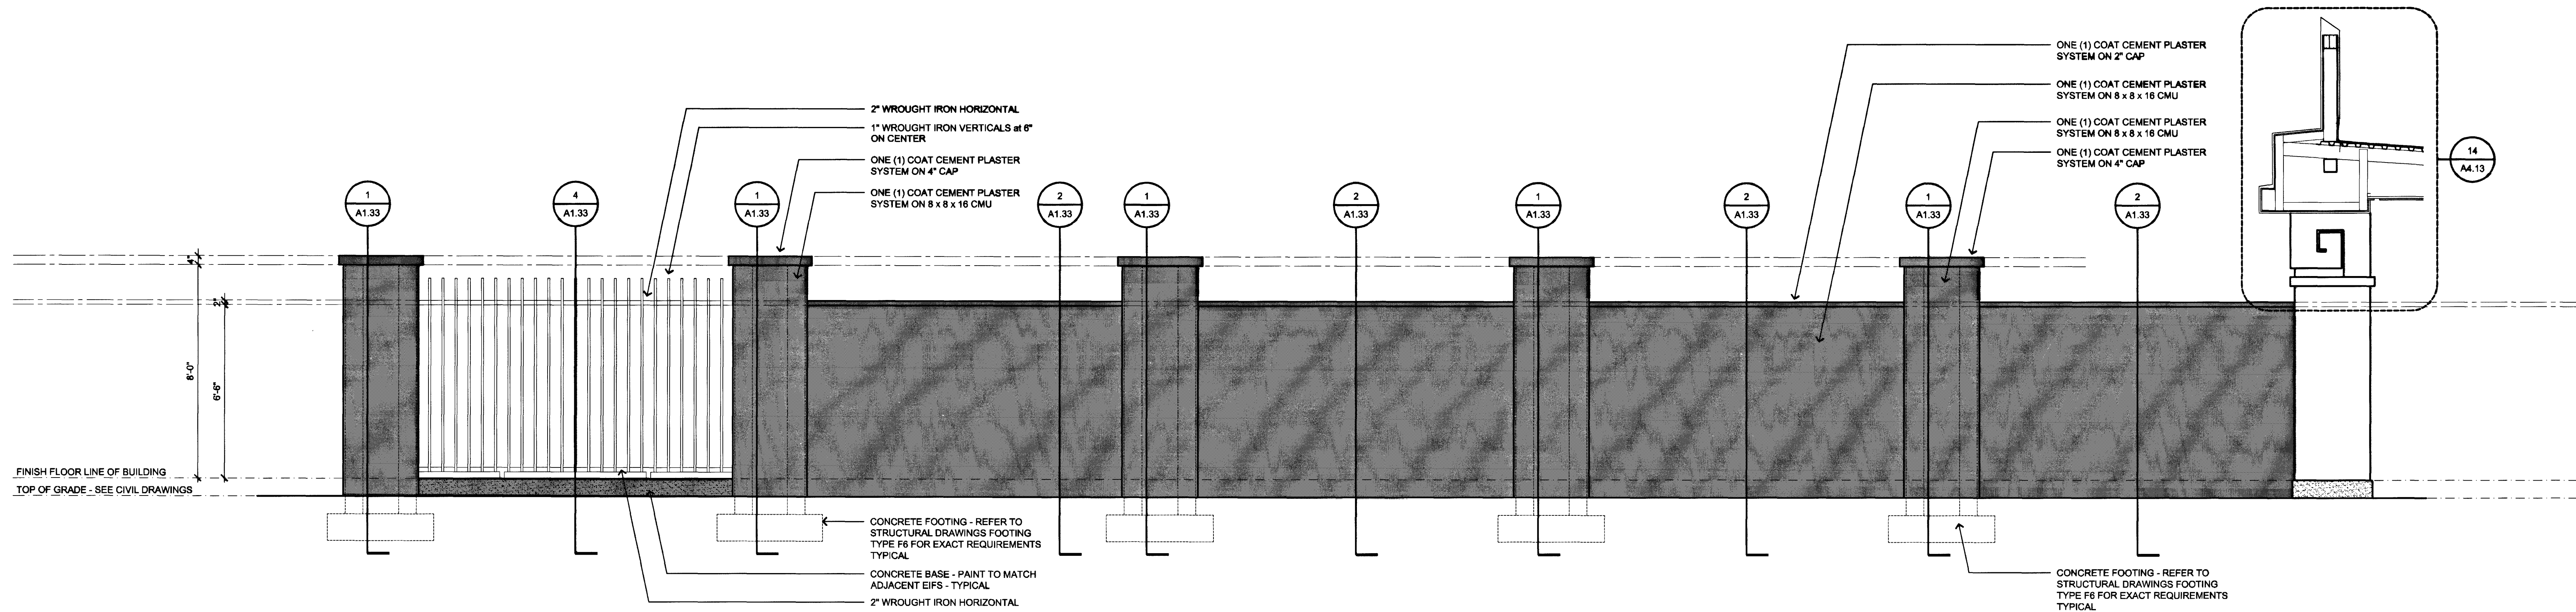 ONE (1) COAT CEMENT PLASTER
SYSTEM ON 2" CAP
ONE (1) COAT CEMENT PLASTER
SYSTEM ON 8 x 8 x 16 CMU
ONE (1) COAT CEMENT PLASTER
SYSTEM ON 8 x 8 x 16 CMU
ONE (1) COAT CEMENT PLASTER
SYSTEM ON 4" CAP
14
A4.13
2" WROUGHT IRON HORIZONTAL
1" WROUGHT IRON VERTICALS at 6"
ON CENTER
ONE (1) COAT CEMENT PLASTER
SYSTEM ON 4" CAP
ONE (1) COAT CEMENT PLASTER
SYSTEM ON 8 x 8 x 16 CMU
1
A1.33
4
A1.33
1
A1.33
2
A1.33
1
A1.33
2
A1.33
1
A1.33
2
A1.33
1
A1.33
2
A1.33
4"
2"
8'-0"
6'-6"
FINISH FLOOR LINE OF BUILDING
TOP OF GRADE - SEE CIVIL DRAWINGS
CONCRETE FOOTING - REFER TO
STRUCTURAL DRAWINGS FOOTING
TYPE F6 FOR EXACT REQUIREMENTS
TYPICAL
CONCRETE BASE - PAINT TO MATCH
ADJACENT EIFS - TYPICAL
2" WROUGHT IRON HORIZONTAL
CONCRETE FOOTING - REFER TO
STRUCTURAL DRAWINGS FOOTING
TYPE F6 FOR EXACT REQUIREMENTS
TYPICAL